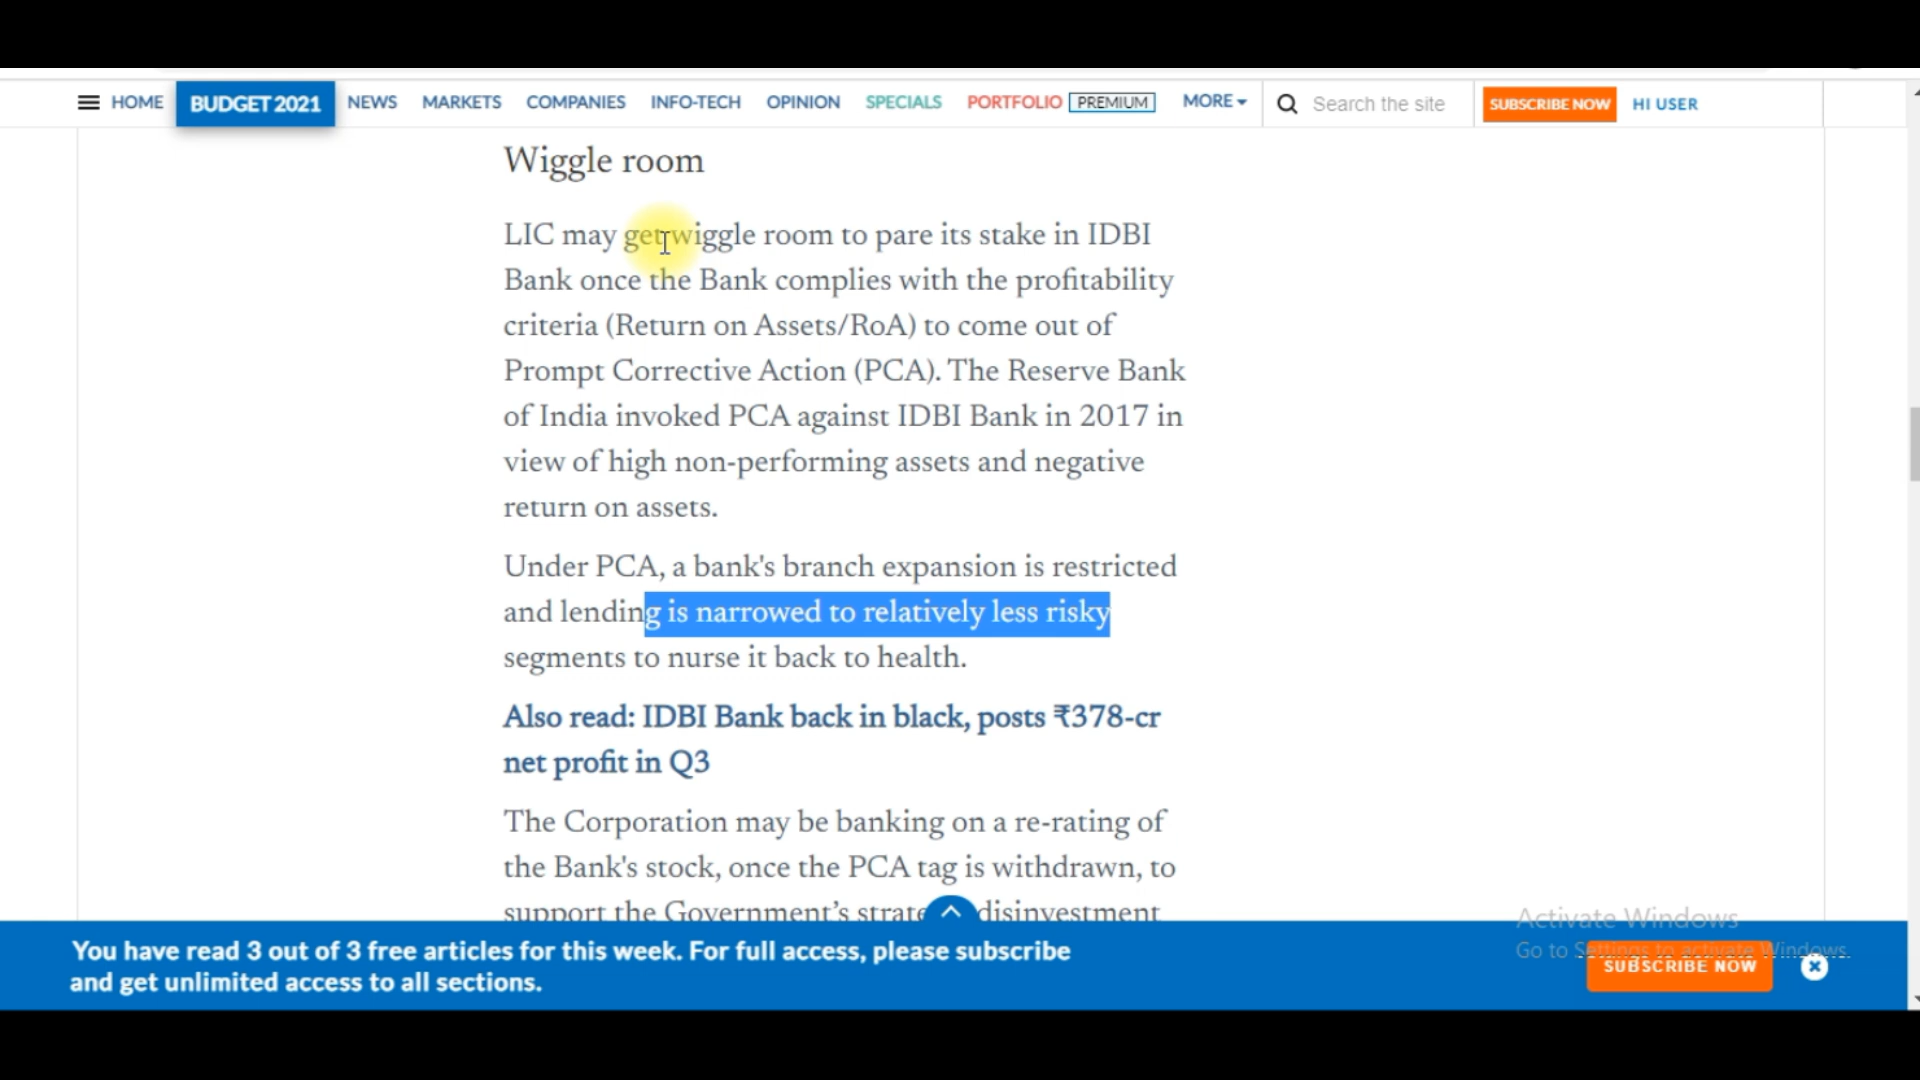 HOME BUDGET 2021 NEWS MARKETS COMPANIES INFO-TECH OPINION SPECIALS PORTFOLIO PREMIUM MORE Search the site SUBSCRIBE NOW HI USER
Wiggle room
LIC may get wiggle room to pare its stake in IDBI
Bank once the Bank complies with the profitability
criteria (Return on Assets/RoA) to come out of
Prompt Corrective Action (PCA). The Reserve Bank
of India invoked PCA against IDBI Bank in 2017 in
view of high non-performing assets and negative
return on assets.
Under PCA, a bank's branch expansion is restricted
and lending is narrowed to relatively less risky
segments to nurse it back to health.
Also read: IDBI Bank back in black, posts ₹378-cr
net profit in Q3
The Corporation may be banking on a re-rating of
the Bank's stock, once the PCA tag is withdrawn, to
support the Government's disinvestment
Activate Windows
Go to Settings to activate Windows.
You have read 3 out of 3 free articles for this week. For full access, please subscribe
and get unlimited access to all sections.
SUBSCRIBE NOW